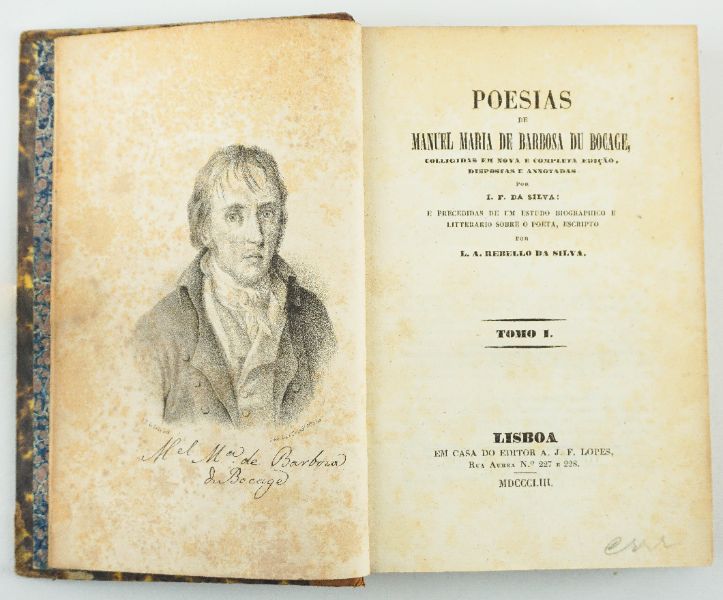 Mel Ma. de Barbosa
du Bocage
POESIAS
DE
MANUEL MARIA DE BARBOSA DU BOCAGE,
COLLIGIDAS EM NOVA E COMPLETA EDIÇÃO,
DISPOSTAS E ANNOTADAS
POR
I. F. DA SILVA:
E PRECEDIDAS DE UM ESTUDO BIOGRAPHICO E
LITTERARIO SOBRE O POETA, ESCRIPTO
POR
L. A. REBELLO DA SILVA.
TOMO I.
LISBOA
EM CASA DO EDITOR A. J. F. LOPES,
RUA AUREA N.º 227 E 228.
MDCCCLIII.